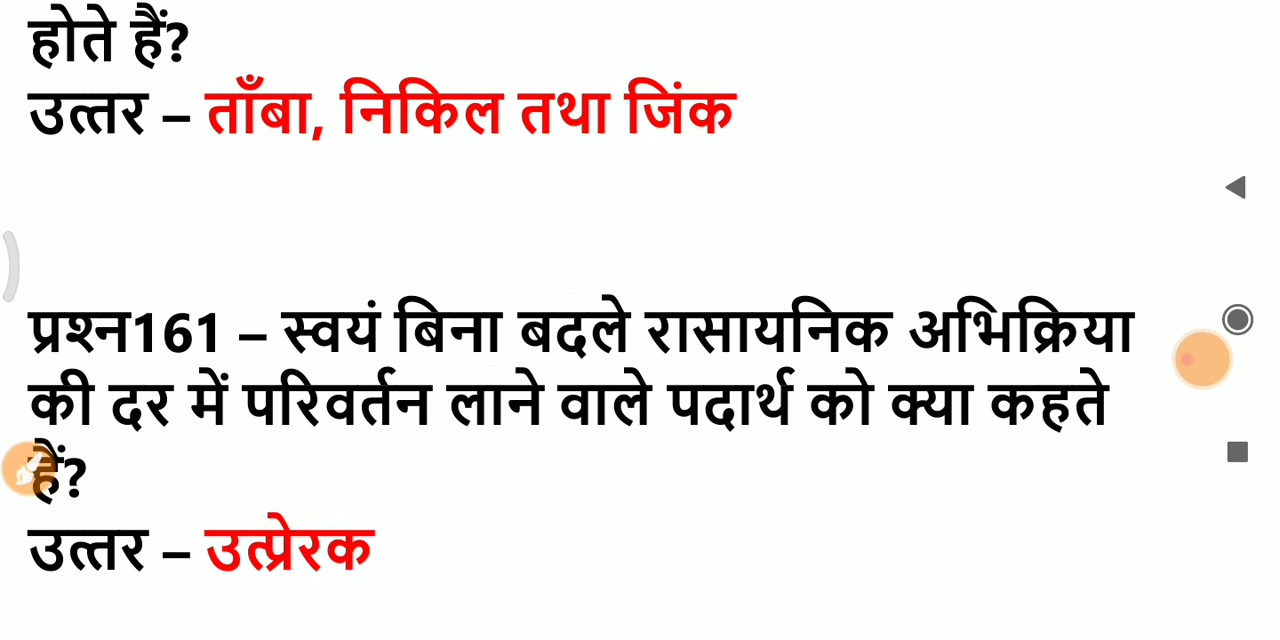 होते हैं?
उत्तर – ताँबा, निकिल तथा जिंक
प्रश्न161 – स्वयं बिना बदले रासायनिक अभिक्रिया
की दर में परिवर्तन लाने वाले पदार्थ को क्या कहते
हैं?
उत्तर – उत्प्रेरक